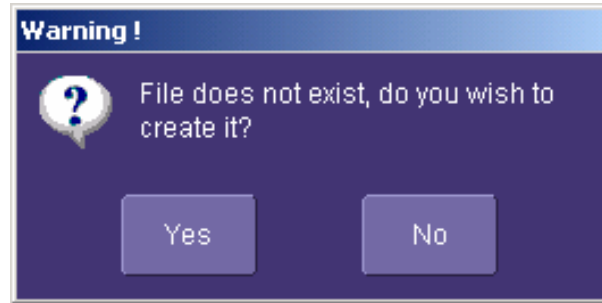 Warning !
File does not exist, do you wish to
create it?
Yes
No